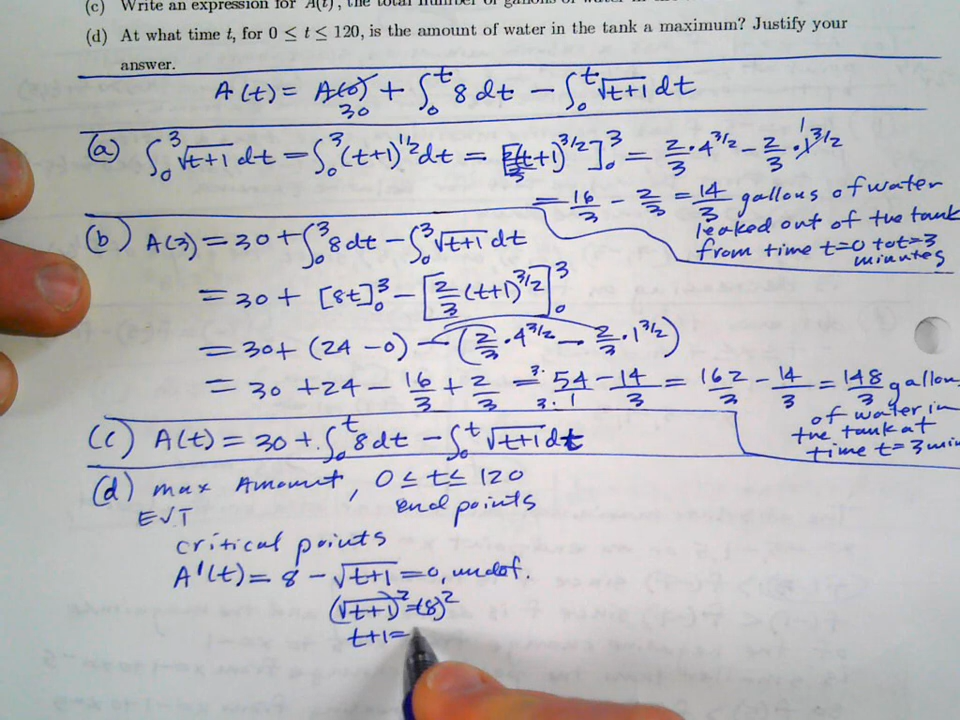 (c) Write an expression for A(t), the total number of gallons of water in
(d) At what time t, for 0 ≤ t ≤ 120, is the amount of water in the tank a maximum? Justify your
answer.
A(t) = A(0) 30 + ∫₀ᵗ 8 dt − ∫₀ᵗ √t+1 dt
(a) ∫₀³ √t+1 dt = ∫₀³ (t+1)^1/2 dt = [2/3 (t+1)^3/2]₀³ = 2/3 · 4^3/2 − 2/3 · 1^3/2
= 16/3 − 2/3 = 14/3 gallons of water
leaked out of the tank
from time t=0 to t=3
minutes
(b) A(3) = 30 + ∫₀³ 8 dt − ∫₀³ √t+1 dt
= 30 + [8t]₀³ − [2/3 (t+1)^3/2]₀³
= 30 + (24 − 0) − (2/3 · 4^3/2 − 2/3 · 1^3/2)
= 30 + 24 − 16/3 + 2/3 = 3·54/3·1 − 14/3 = 162/3 − 14/3 = 148/3 gallon
of water in
the tank at
time t = 3 min
(c) A(t) = 30 + ∫₀ᵗ 8 dt − ∫₀ᵗ √t+1 dt
(d) max Amount, 0 ≤ t ≤ 120
EVT end points
critical points
A'(t) = 8 − √t+1 = 0, undef.
(√t+1)² = (8)²
t+1 =